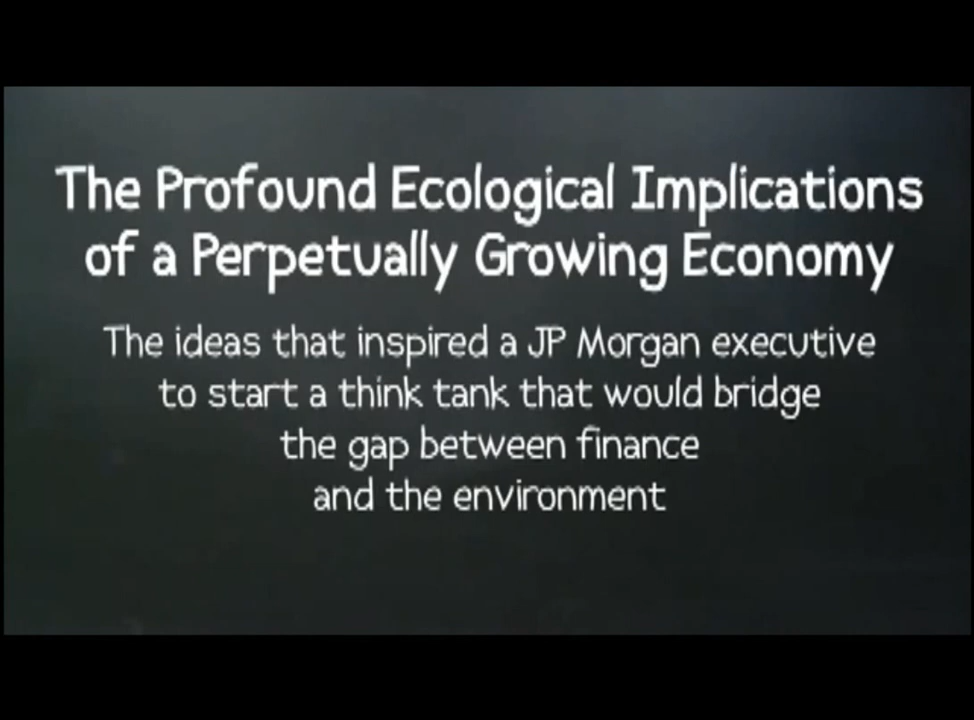 The Profound Ecological Implications
of a Perpetually Growing Economy
The ideas that inspired a JP Morgan executive
to start a think tank that would bridge
the gap between finance
and the environment